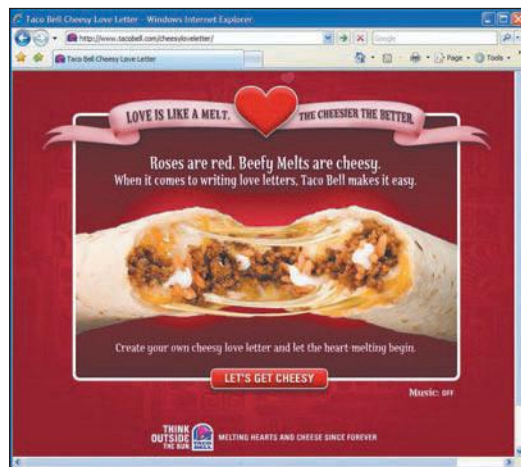 Taco Bell Cheesy Love Letter - Windows Internet Explorer
http://www.tacobell.com/cheesyloveletter/
Google
Taco Bell Cheesy Love Letter
Page
Tools
LOVE IS LIKE A MELT. THE CHEESIER THE BETTER.
Roses are red. Beefy Melts are cheesy.
When it comes to writing love letters, Taco Bell makes it easy.
Create your own cheesy love letter and let the heart-melting begin.
LET'S GET CHEESY
Music: OFF
THINK
OUTSIDE
THE BUN
MELTING HEARTS AND CHEESE SINCE FOREVER